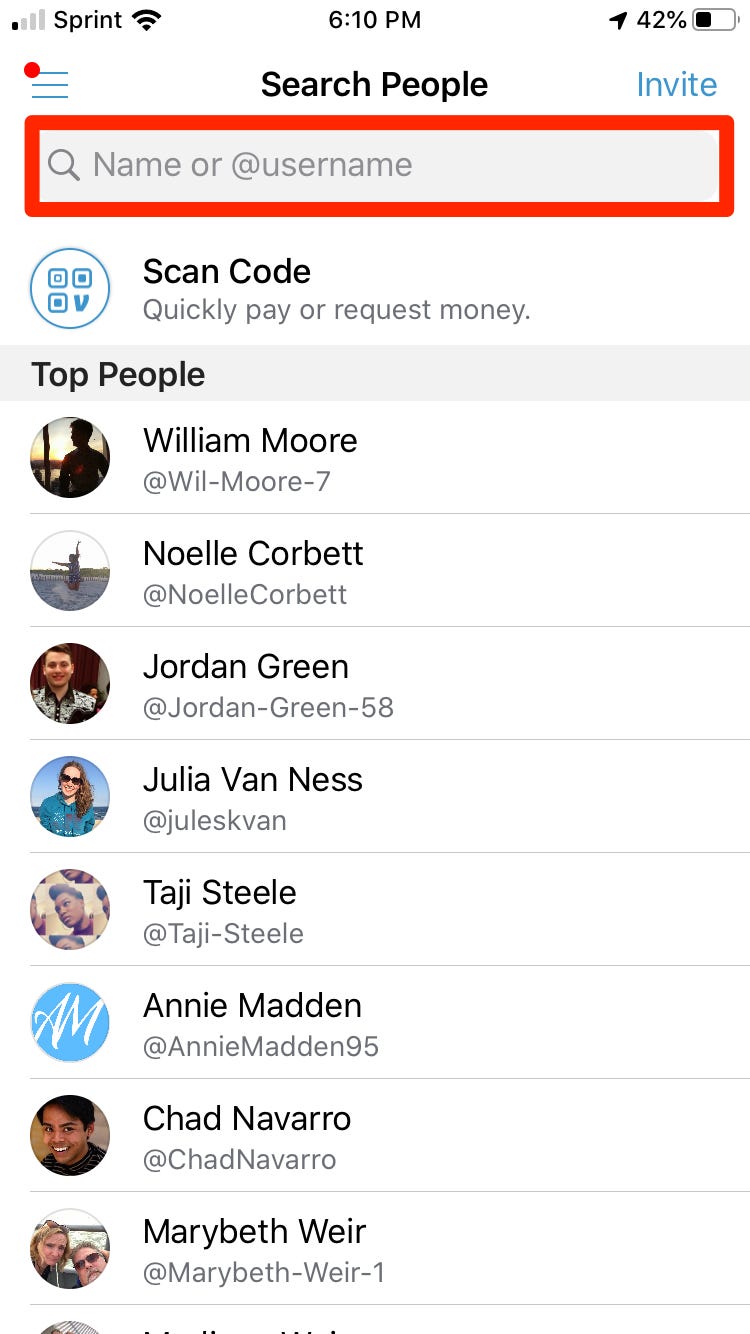 Sprint 6:10 PM 42%
Search People Invite
Name or @username
Scan Code
Quickly pay or request money.
Top People
William Moore
@Wil-Moore-7
Noelle Corbett
@NoelleCorbett
Jordan Green
@Jordan-Green-58
Julia Van Ness
@juleskvan
Taji Steele
@Taji-Steele
AM
Annie Madden
@AnnieMadden95
Chad Navarro
@ChadNavarro
Marybeth Weir
@Marybeth-Weir-1